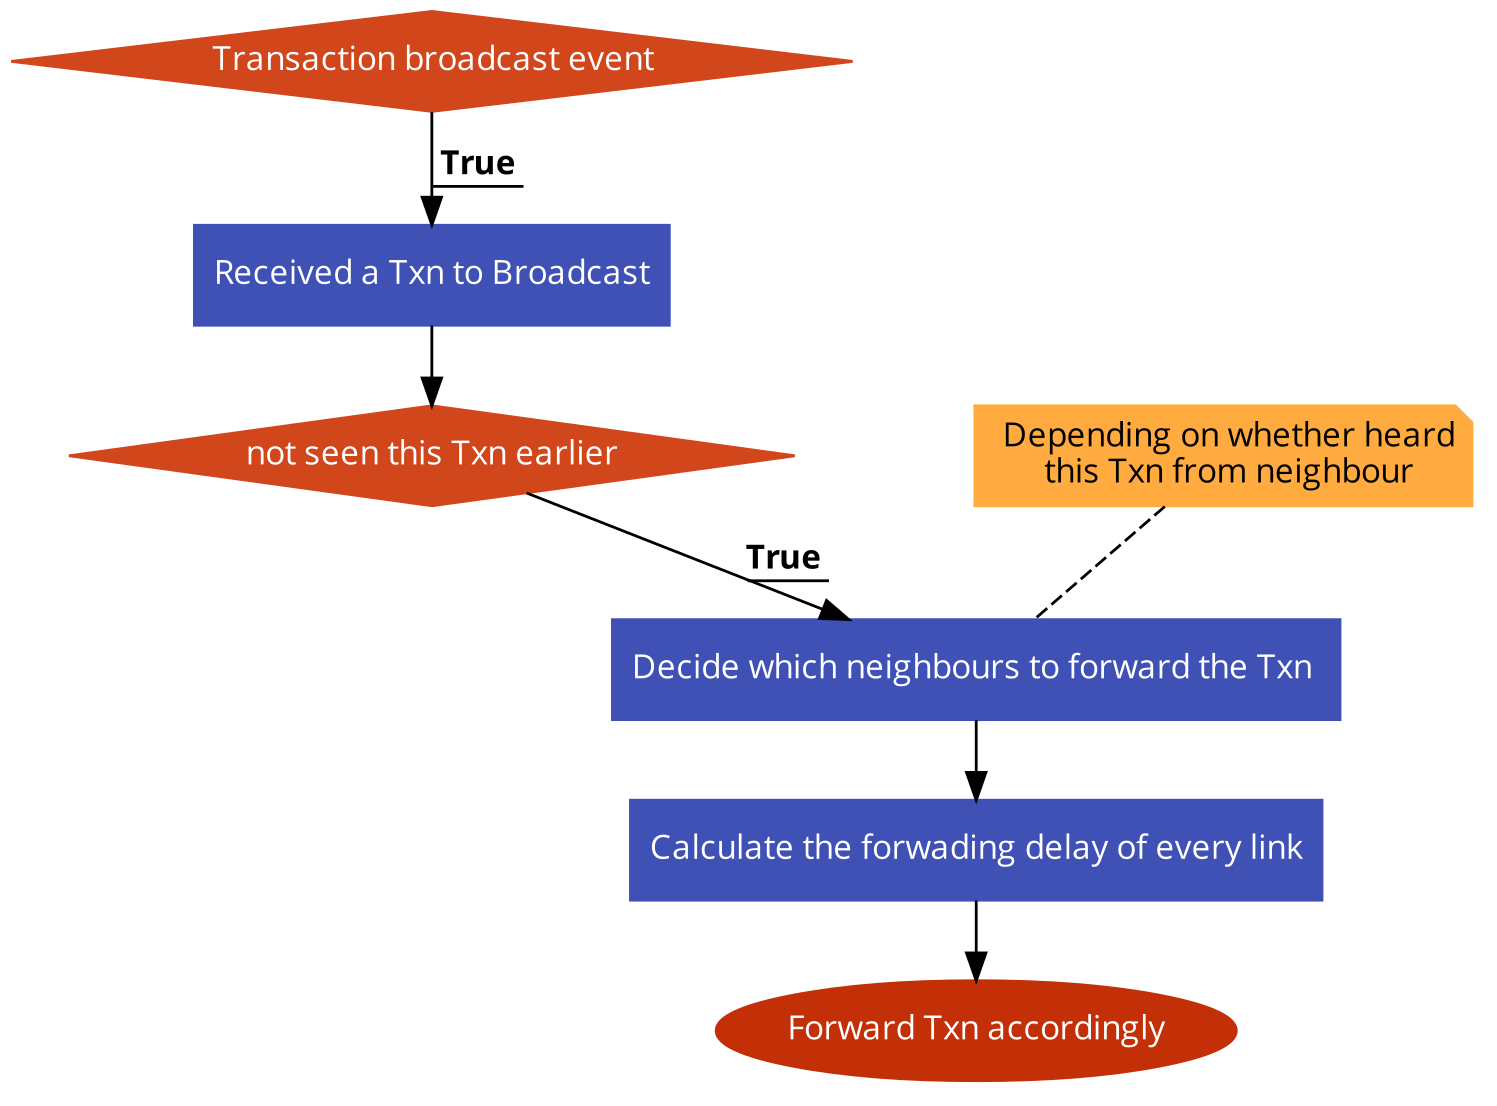 Transaction broadcast event
True
Received a Txn to Broadcast
not seen this Txn earlier
Depending on whether heard
this Txn from neighbour
True
Decide which neighbours to forward the Txn
Calculate the forwading delay of every link
Forward Txn accordingly